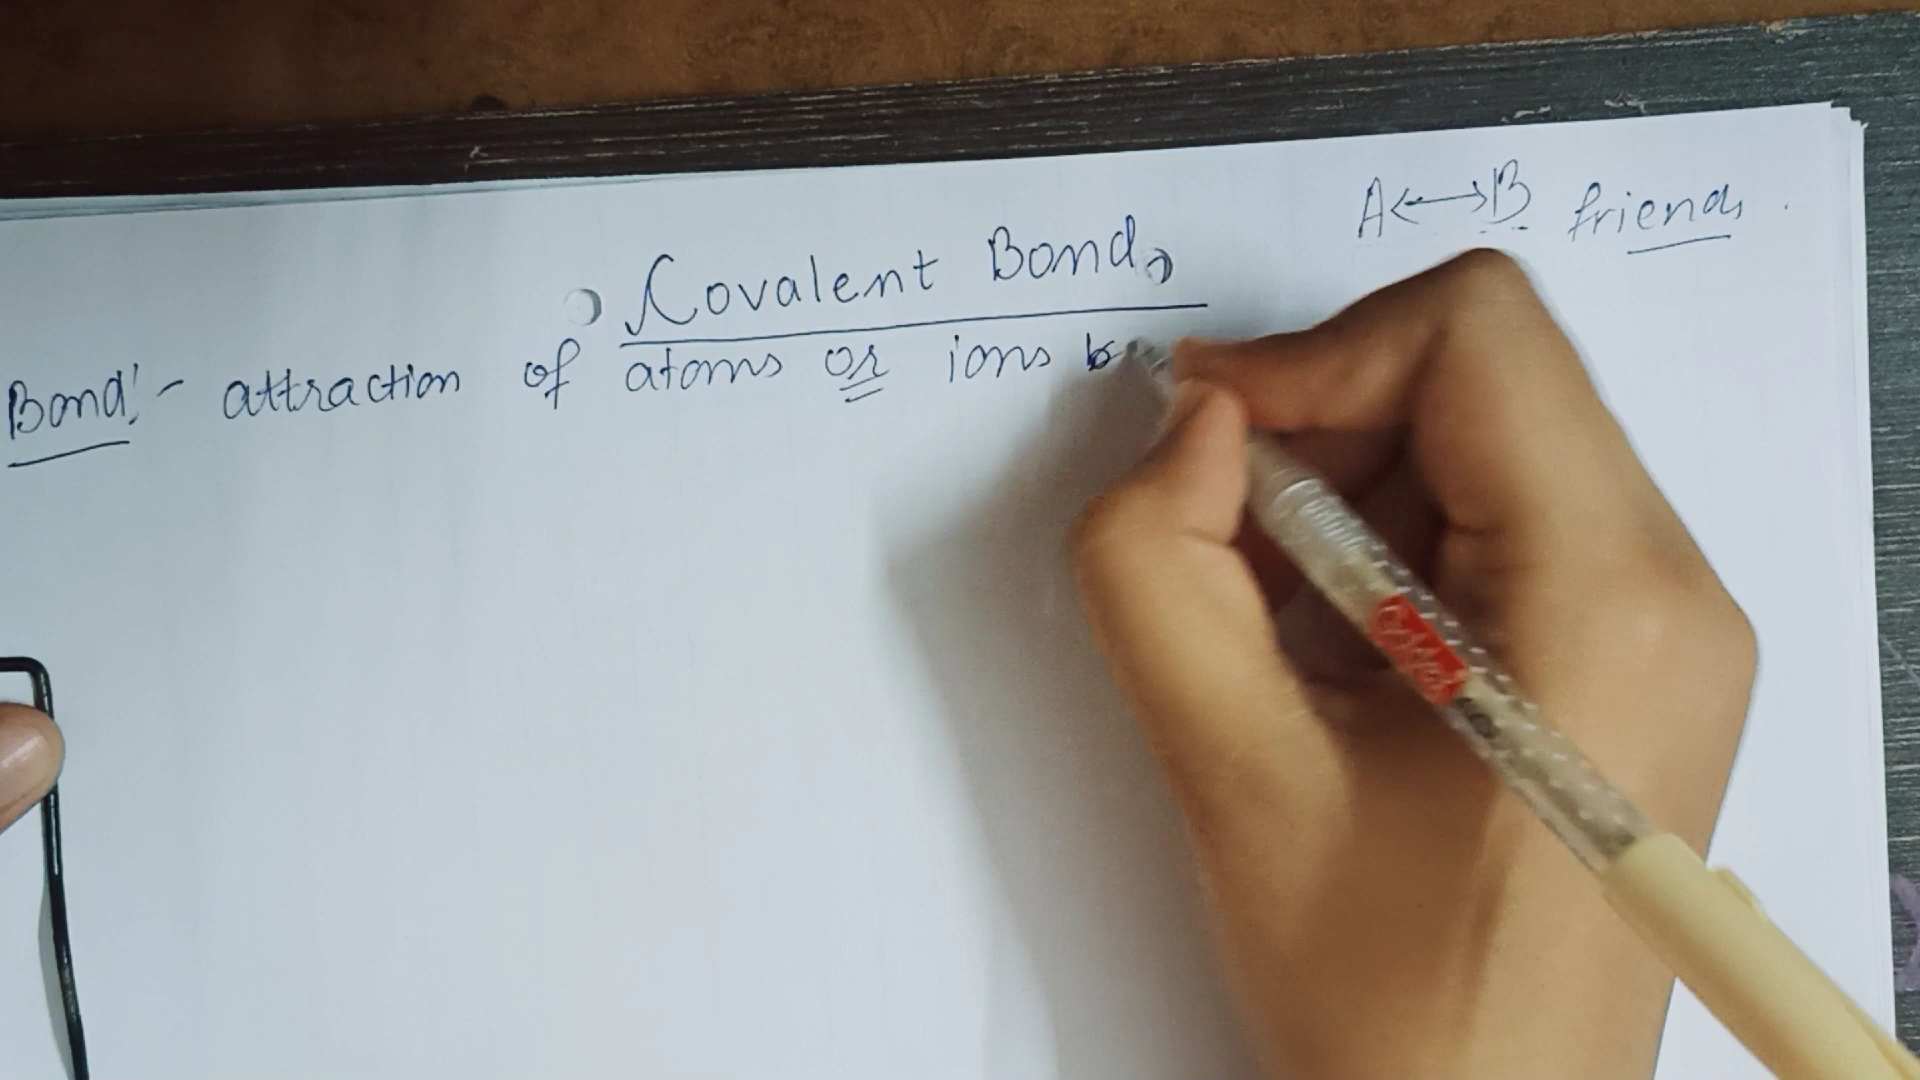 A⟷B friends.
Covalent Bond
Bond:- attraction of atoms or ions